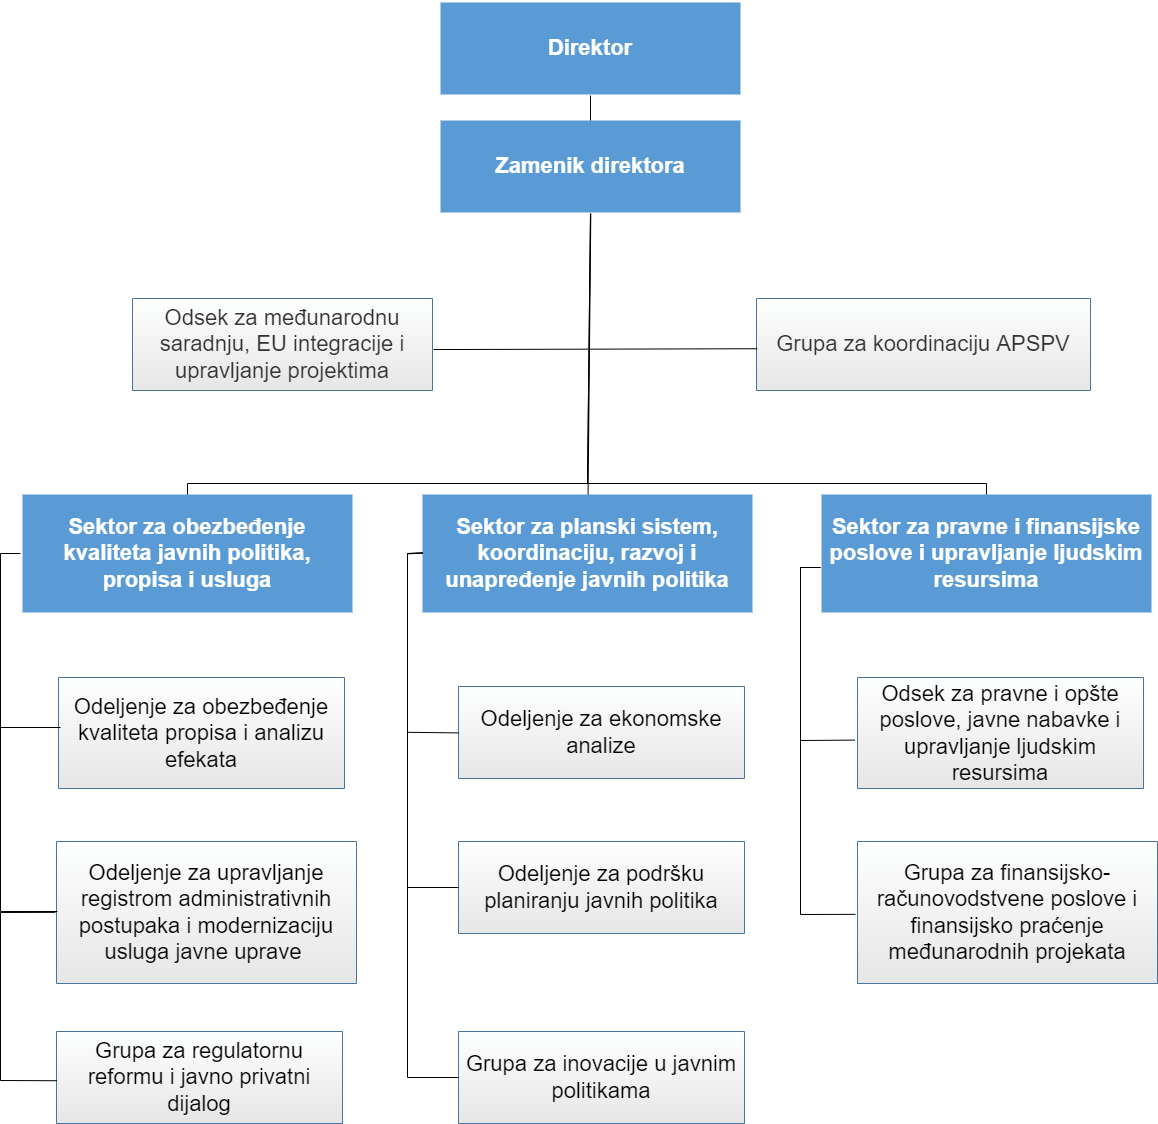 Direktor
Zamenik direktora
Odsek za međunarodnu
saradnju, EU integracije i
upravljanje projektima
Grupa za koordinaciju APSPV
Sektor za obezbeđenje
kvaliteta javnih politika,
propisa i usluga
Odeljenje za obezbeđenje
kvaliteta propisa i analizu
efekata
Odeljenje za upravljanje
registrom administrativnih
postupaka i modernizaciju
usluga javne uprave
Grupa za regulatornu
reformu i javno privatni
dijalog
Sektor za planski sistem,
koordinaciju, razvoj i
unapređenje javnih politika
Odeljenje za ekonomske
analize
Odeljenje za podršku
planiranju javnih politika
Grupa za inovacije u javnim
politikama
Sektor za pravne i finansijske
poslove i upravljanje ljudskim
resursima
Odsek za pravne i opšte
poslove, javne nabavke i
upravljanje ljudskim
resursima
Grupa za finansijsko-
računovodstvene poslove i
finansijsko praćenje
međunarodnih projekata